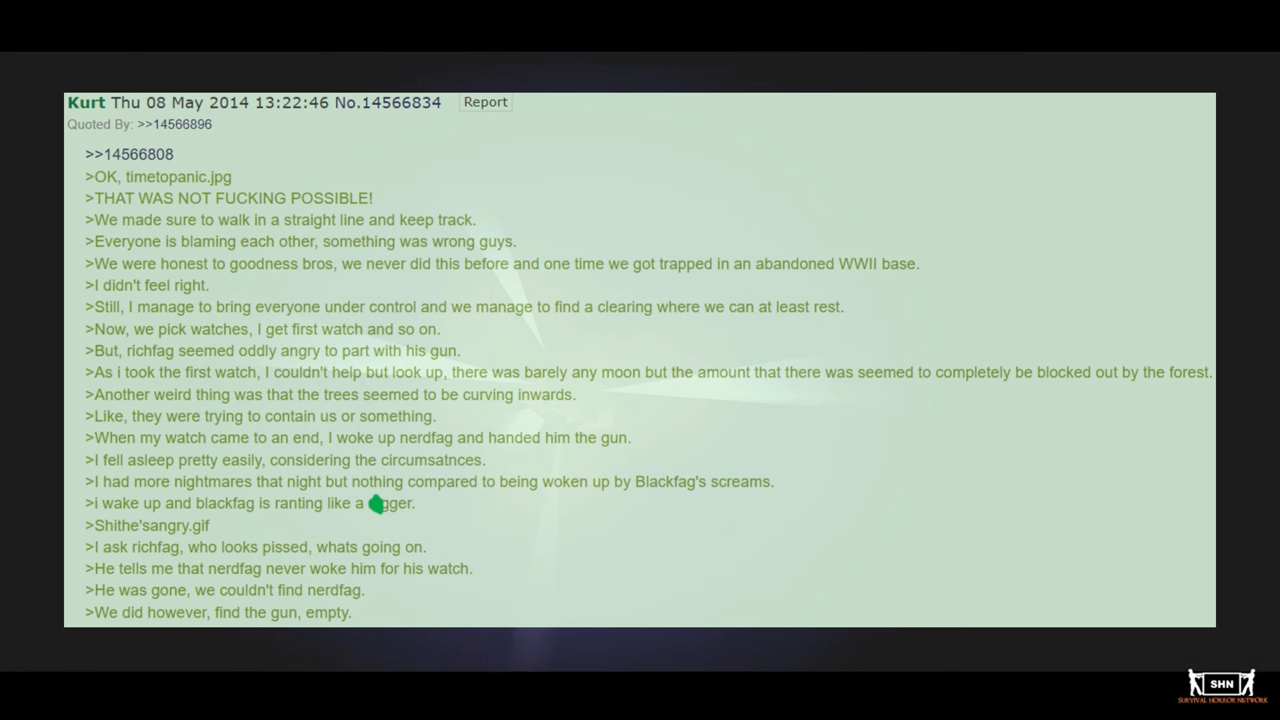 Kurt Thu 08 May 2014 13:22:46 No.14566834 Report
Quoted By: >>14566896
>>14566808
>OK, timetopanic.jpg
>THAT WAS NOT FUCKING POSSIBLE!
>We made sure to walk in a straight line and keep track.
>Everyone is blaming each other, something was wrong guys.
>We were honest to goodness bros, we never did this before and one time we got trapped in an abandoned WWII base.
>I didn't feel right.
>Still, I manage to bring everyone under control and we manage to find a clearing where we can at least rest.
>Now, we pick watches, I get first watch and so on.
>But, richfag seemed oddly angry to part with his gun.
>As i took the first watch, I couldn't help but look up, there was barely any moon but the amount that there was seemed to completely be blocked out by the forest.
>Another weird thing was that the trees seemed to be curving inwards.
>Like, they were trying to contain us or something.
>When my watch came to an end, I woke up nerdfag and handed him the gun.
>I fell asleep pretty easily, considering the circumsatnces.
>I had more nightmares that night but nothing compared to being woken up by Blackfag's screams.
>i wake up and blackfag is ranting like a gger.
>Shithe'sangry.gif
>I ask richfag, who looks pissed, whats going on.
>He tells me that nerdfag never woke him for his watch.
>He was gone, we couldn't find nerdfag.
>We did however, find the gun, empty.
SHN
SURVIVAL HORROR NETWORK